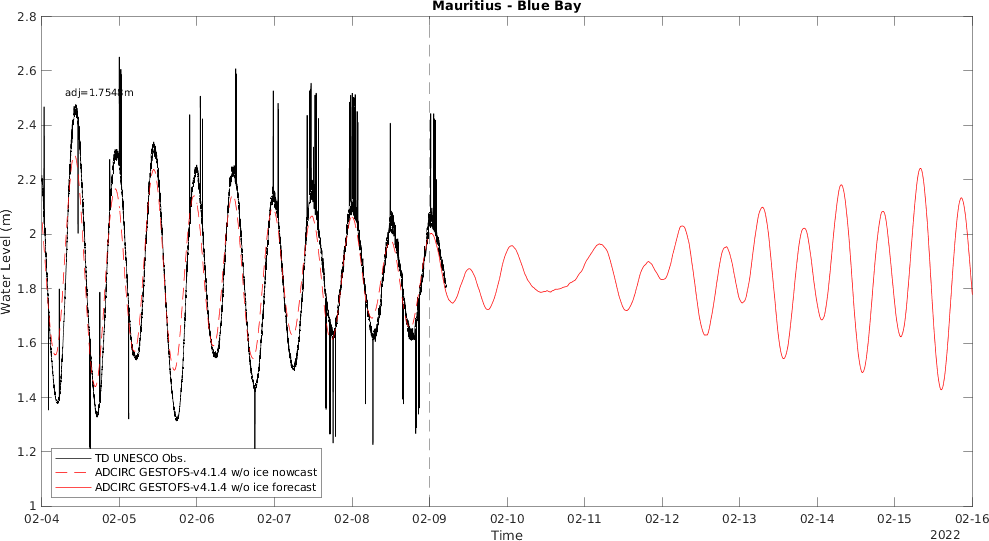 Mauritius - Blue Bay
2.8
2.6
2.4
2.2
2
1.8
1.6
1.4
1.2
1
Water Level (m)
adj=1.7548m
TD UNESCO Obs.
ADCIRC GESTOFS-v4.1.4 w/o ice nowcast
ADCIRC GESTOFS-v4.1.4 w/o ice forecast
02-04 02-05 02-06 02-07 02-08 02-09 02-10 02-11 02-12 02-13 02-14 02-15 02-16
Time
2022